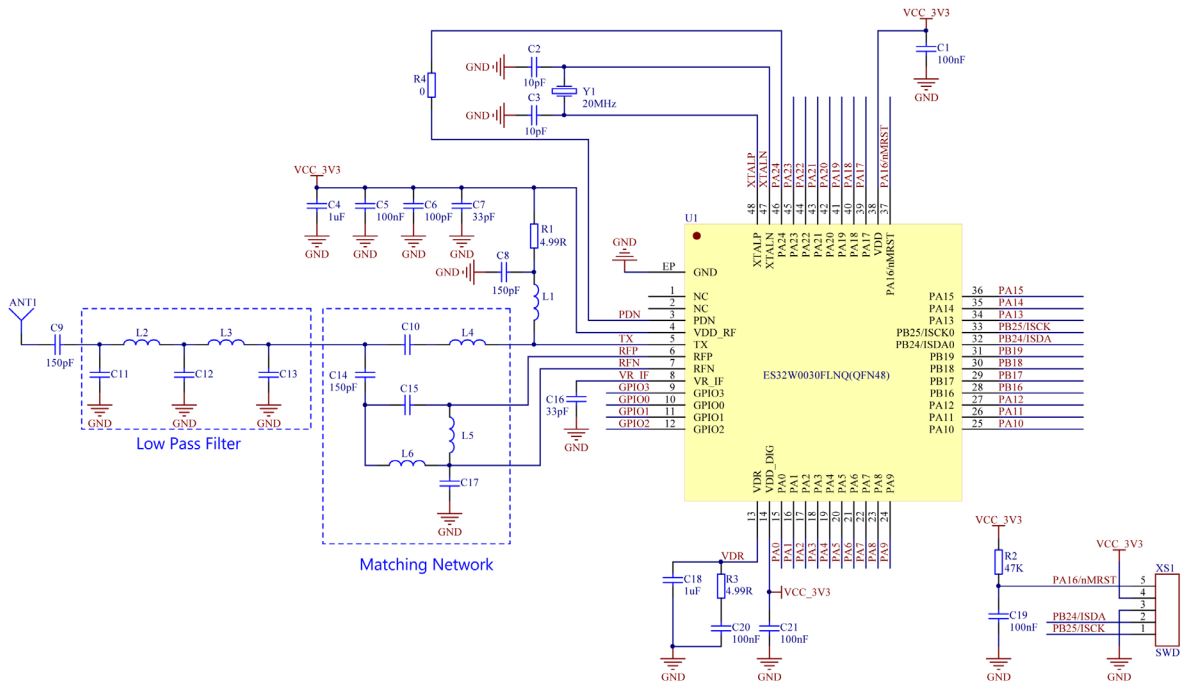 VCC_3V3
C1
100nF
GND
C2
GND
10pF
R4
0
Y1
20MHz
C3
GND
10pF
XTALP
XTALN
PA24
PA23
PA22
PA21
PA20
PA19
PA18
PA17
PA16/nMRST
48
47
46
45
44
43
42
41
40
39
38
37
VCC_3V3
C4
1uF
C5
100nF
C6
100pF
C7
33pF
GND
GND
GND
GND
R1
4.99R
C8
GND
150pF
L1
U1
GND
EP
GND
XTALP
XTALN
PA24
PA23
PA22
PA21
PA20
PA19
PA18
PA17
VDD
PA16/nMRST
1 NC
2 NC
PDN 3 PDN
4 VDD_RF
TX 5 TX
RFP 6 RFP
RFN 7 RFN
VR_IF 8 VR_IF
GPIO3 9 GPIO3
GPIO0 10 GPIO0
GPIO1 11 GPIO1
GPIO2 12 GPIO2
ES32W0030FLNQ(QFN48)
PA15 36 PA15
PA14 35 PA14
PA13 34 PA13
PB25/ISCK0 33 PB25/ISCK
PB24/ISDA0 32 PB24/ISDA
PB19 31 PB19
PB18 30 PB18
PB17 29 PB17
PB16 28 PB16
PA12 27 PA12
PA11 26 PA11
PA10 25 PA10
ANT1
C9
150pF
L2
L3
C11
C12
C13
GND
GND
GND
Low Pass Filter
C10
L4
C14
150pF
C15
L5
L6
C17
GND
Matching Network
C16
33pF
GND
VDR
VDD_DIG
PA0
PA1
PA2
PA3
PA4
PA5
PA6
PA7
PA8
PA9
13
14
15
16
17
18
19
20
21
22
23
24
PA0
PA1
PA2
PA3
PA4
PA5
PA6
PA7
PA8
PA9
VDR
C18
1uF
R3
4.99R
VCC_3V3
C20
100nF
C21
100nF
GND
GND
VCC_3V3
R2
47K
C19
100nF
GND
VCC_3V3
XS1
PA16/nMRST 5
4
3
PB24/ISDA 2
PB25/ISCK 1
SWD
GND